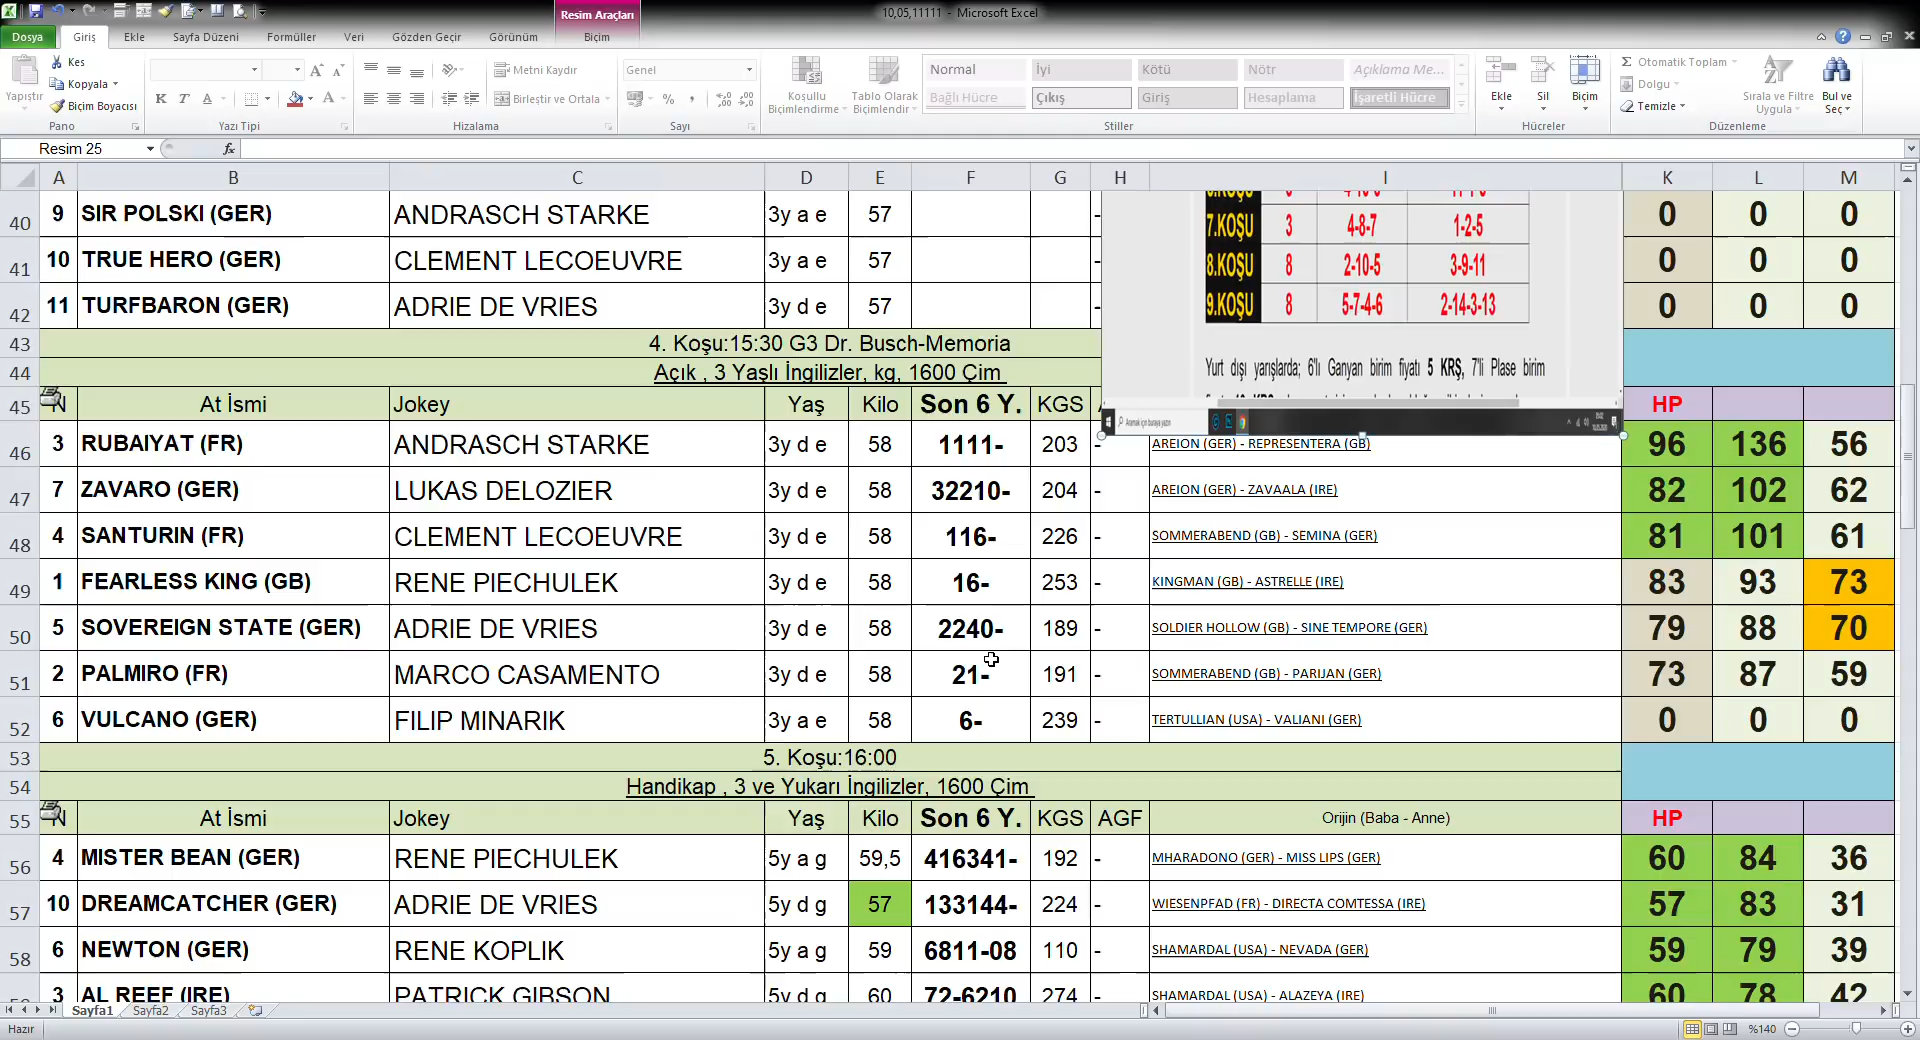 Resim Araçları
10,05,11111 - Microsoft Excel
Dosya Giriş Ekle Sayfa Düzeni Formüller Veri Gözden Geçir Görünüm Biçim
Kes
Kopyala
Biçim Boyacısı
Yapıştır
Pano
K T A
Yazı Tipi
Metni Kaydır
Birleştir ve Ortala
Hizalama
Genel
Sayı
Koşullu Biçimlendirme
Tablo Olarak Biçimlendir
Normal İyi Kötü Nötr Açıklama Me...
Bağlı Hücre Çıkış Giriş Hesaplama İşaretli Hücre
Stiller
Ekle Sil Biçim
Hücreler
Otomatik Toplam
Dolgu
Temizle
Sırala ve Filtre Uygula
Bul ve Seç
Düzenleme
Resim 25 fx
A B C D E F G H I K L M
40 9 SIR POLSKI (GER) ANDRASCH STARKE 3y a e 57 - 0 0 0
41 10 TRUE HERO (GER) CLEMENT LECOEUVRE 3y a e 57 - 0 0 0
42 11 TURFBARON (GER) ADRIE DE VRIES 3y d e 57 - 0 0 0
7.KOŞU 3 4-8-7 1-2-5
8.KOŞU 8 2-10-5 3-9-11
9.KOŞU 8 5-7-4-6 2-14-3-13
Yurt dışı yarışlarda; 6'lı Ganyan birim fiyatı 5 KRŞ, 7'li Plase birim
Aramak için buraya yazın
43 4. Koşu:15:30 G3 Dr. Busch-Memoria
44 Açık , 3 Yaşlı İngilizler, kg, 1600 Çim
45 N At İsmi Jokey Yaş Kilo Son 6 Y. KGS HP
46 3 RUBAIYAT (FR) ANDRASCH STARKE 3y d e 58 1111- 203 - AREION (GER) - REPRESENTERA (GB) 96 136 56
47 7 ZAVARO (GER) LUKAS DELOZIER 3y d e 58 32210- 204 - AREION (GER) - ZAVAALA (IRE) 82 102 62
48 4 SANTURIN (FR) CLEMENT LECOEUVRE 3y d e 58 116- 226 - SOMMERABEND (GB) - SEMINA (GER) 81 101 61
49 1 FEARLESS KING (GB) RENE PIECHULEK 3y d e 58 16- 253 - KINGMAN (GB) - ASTRELLE (IRE) 83 93 73
50 5 SOVEREIGN STATE (GER) ADRIE DE VRIES 3y d e 58 2240- 189 - SOLDIER HOLLOW (GB) - SINE TEMPORE (GER) 79 88 70
51 2 PALMIRO (FR) MARCO CASAMENTO 3y d e 58 21- 191 - SOMMERABEND (GB) - PARIJAN (GER) 73 87 59
52 6 VULCANO (GER) FILIP MINARIK 3y a e 58 6- 239 - TERTULLIAN (USA) - VALIANI (GER) 0 0 0
53 5. Koşu:16:00
54 Handikap , 3 ve Yukarı İngilizler, 1600 Çim
55 N At İsmi Jokey Yaş Kilo Son 6 Y. KGS AGF Orijin (Baba - Anne) HP
56 4 MISTER BEAN (GER) RENE PIECHULEK 5y a g 59,5 416341- 192 - MHARADONO (GER) - MISS LIPS (GER) 60 84 36
57 10 DREAMCATCHER (GER) ADRIE DE VRIES 5y d g 57 133144- 224 - WIESENPFAD (FR) - DIRECTA COMTESSA (IRE) 57 83 31
58 6 NEWTON (GER) RENE KOPLIK 5y a g 59 6811-08 110 - SHAMARDAL (USA) - NEVADA (GER) 59 79 39
3 AL REEF (IRE) PATRICK GIBSON 5y d g 60 72-6210 274 - SHAMARDAL (USA) - ALAZEYA (IRE) 60 78 42
Sayfa1 Sayfa2 Sayfa3
Hazır %140